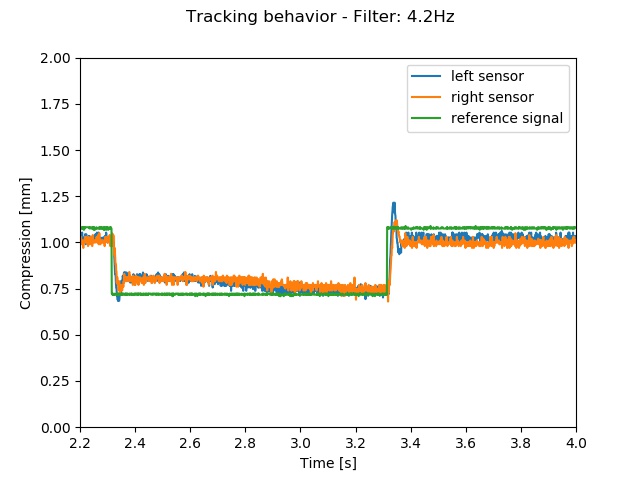 Tracking behavior - Filter: 4.2Hz
left sensor
right sensor
reference signal
Compression [mm]
2.00
1.75
1.50
1.25
1.00
0.75
0.50
0.25
0.00
2.2 2.4 2.6 2.8 3.0 3.2 3.4 3.6 3.8 4.0
Time [s]